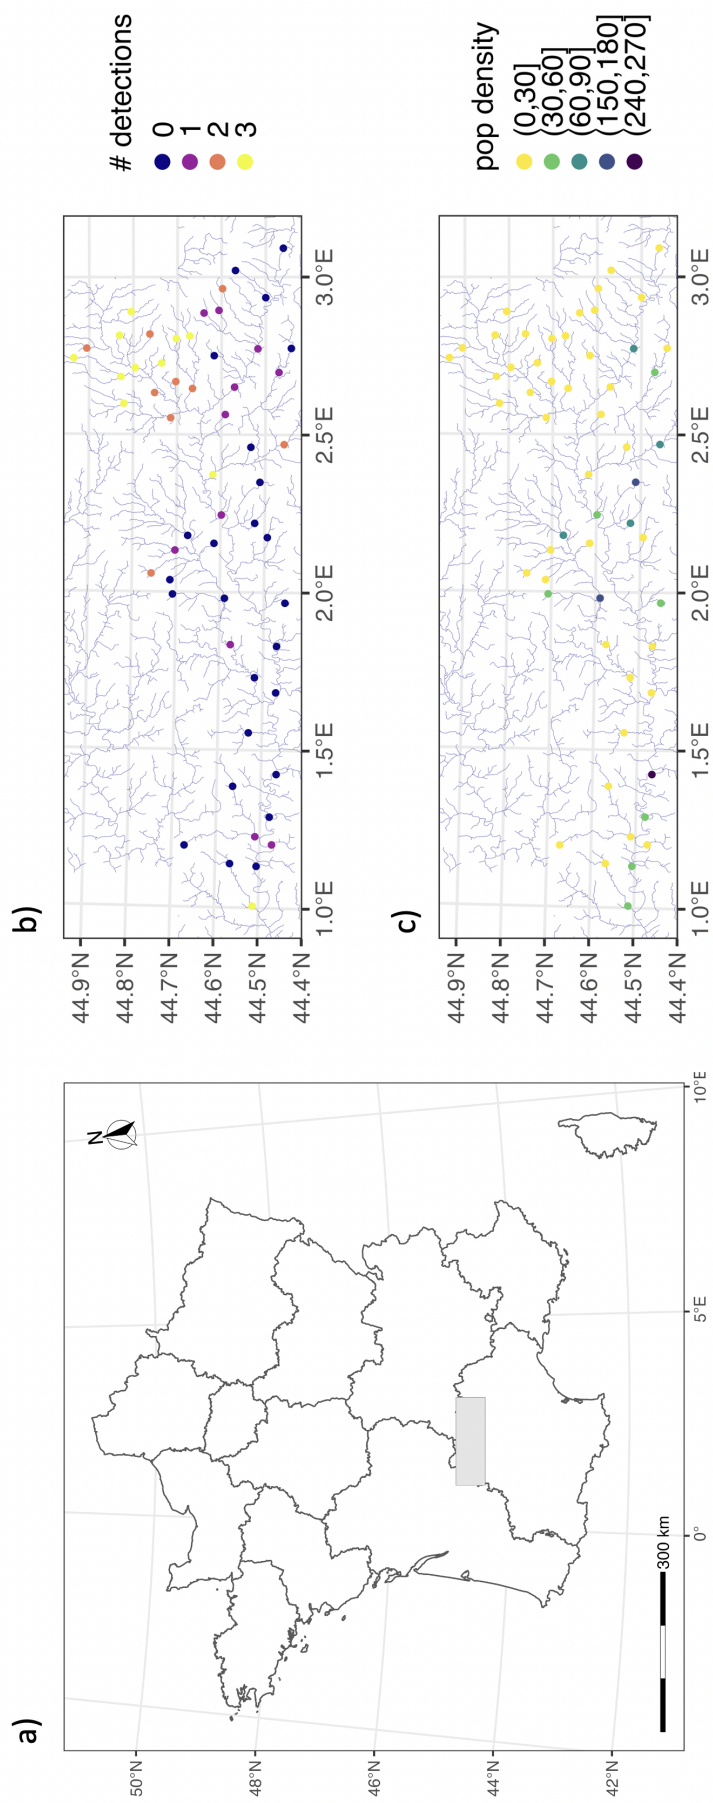 a)
N
50°N
48°N
46°N
44°N
42°N
300 km
0°
5°E
10°E
b)
44.9°N
44.8°N
44.7°N
44.6°N
44.5°N
44.4°N
1.0°E
1.5°E
2.0°E
2.5°E
3.0°E
# detections
0
1
2
3
c)
44.9°N
44.8°N
44.7°N
44.6°N
44.5°N
44.4°N
1.0°E
1.5°E
2.0°E
2.5°E
3.0°E
pop density
(0,30]
(30,60]
(60,90]
(150,180]
(240,270]